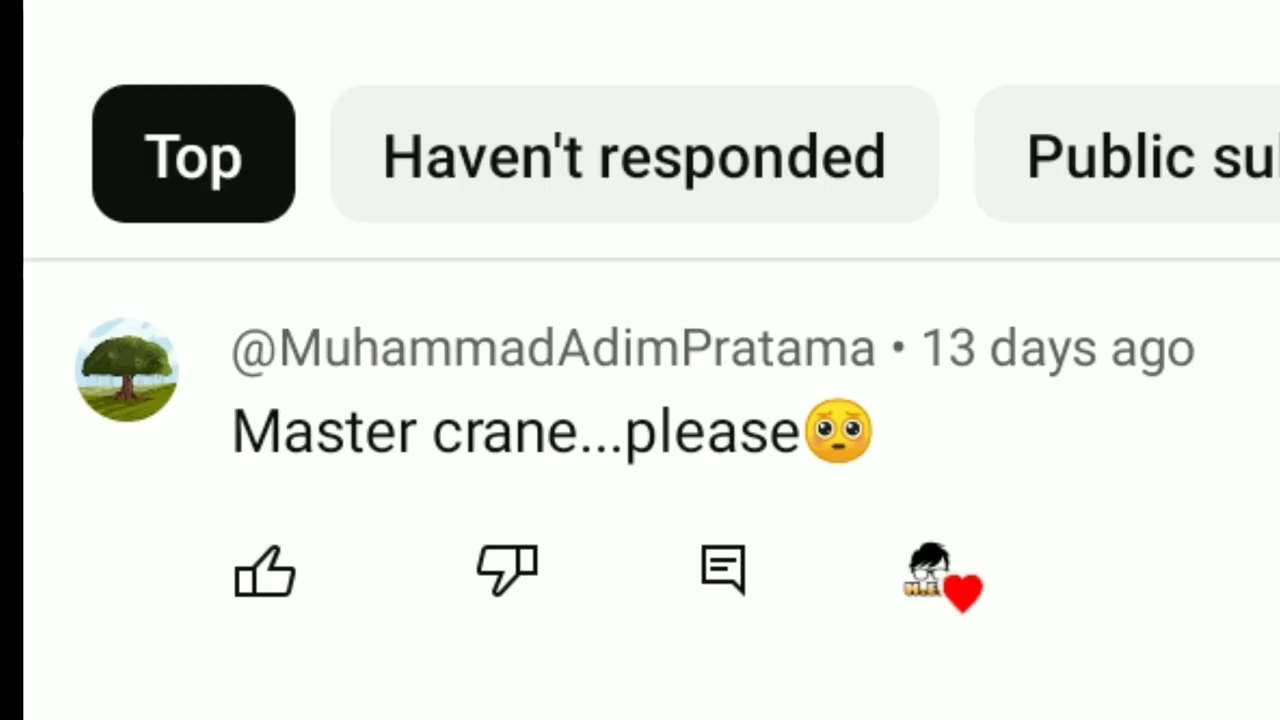 Top
Haven't responded
Public su
@MuhammadAdimPratama • 13 days ago
Master crane...please🥺